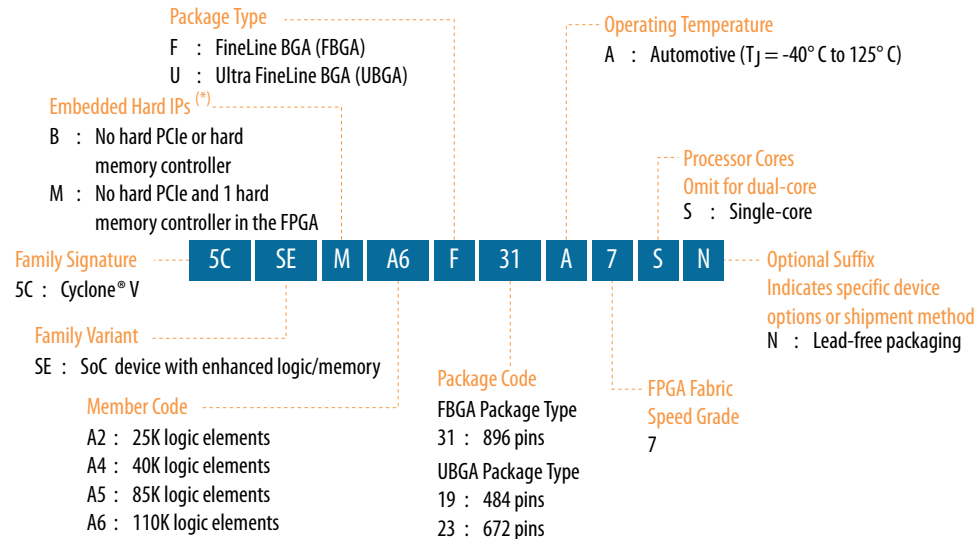 Package Type
F : FineLine BGA (FBGA)
U : Ultra FineLine BGA (UBGA)
Operating Temperature
A : Automotive (TJ = -40° C to 125° C)
Embedded Hard IPs (*)
B : No hard PCIe or hard
memory controller
M : No hard PCIe and 1 hard
memory controller in the FPGA
Processor Cores
Omit for dual-core
S : Single-core
5C SE M A6 F 31 A 7 S N
Family Signature
5C : Cyclone® V
Optional Suffix
Indicates specific device
options or shipment method
N : Lead-free packaging
Family Variant
SE : SoC device with enhanced logic/memory
Member Code
A2 : 25K logic elements
A4 : 40K logic elements
A5 : 85K logic elements
A6 : 110K logic elements
Package Code
FBGA Package Type
31 : 896 pins
UBGA Package Type
19 : 484 pins
23 : 672 pins
FPGA Fabric
Speed Grade
7